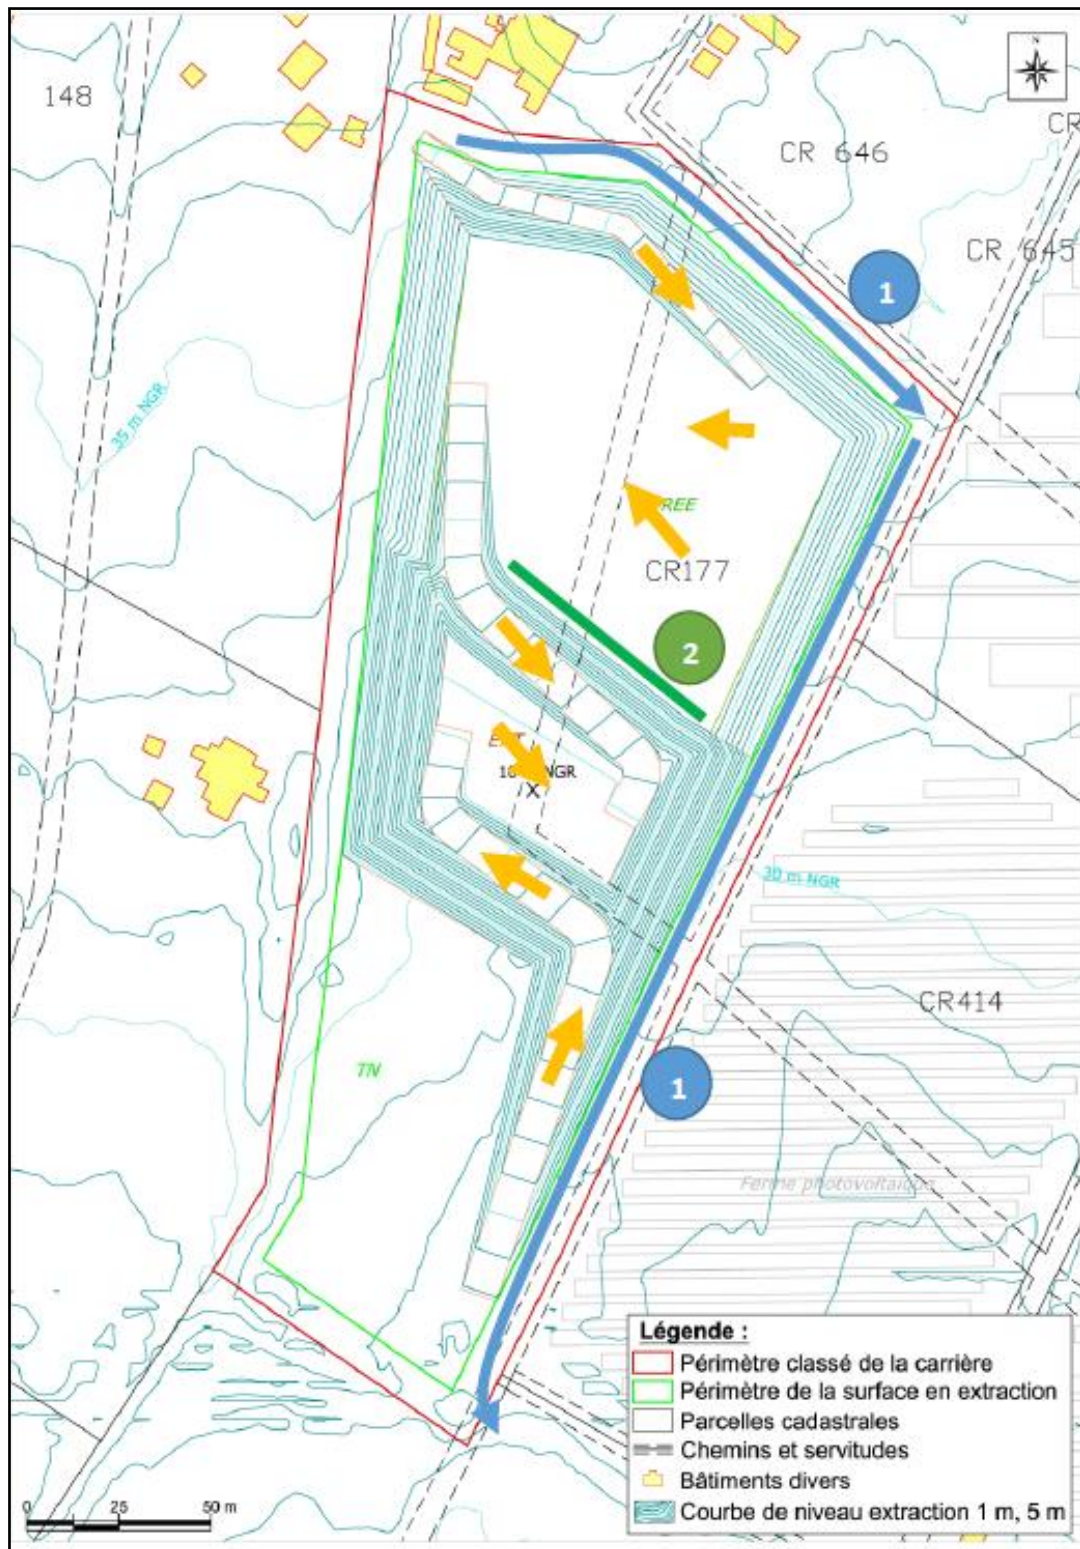 N
148
CR 646
CR
CR 645
1
35 m NGR
REE
CR177
2
NGR
X
30 m NGR
CR414
1
TN
Ferme photovoltaïque
Légende :
Périmètre classé de la carrière
Périmètre de la surface en extraction
Parcelles cadastrales
Chemins et servitudes
Bâtiments divers
Courbe de niveau extraction 1 m, 5 m
0 25 50 m